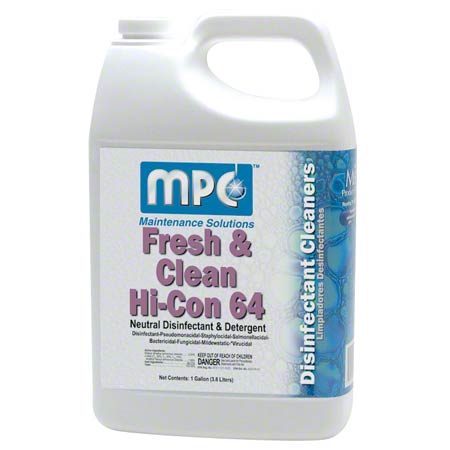 MPC™
Maintenance Solutions
Fresh &
Clean
Hi-Con 64
Neutral Disinfectant & Detergent
Disinfectant-Pseudomonacidal-Staphylocidal-Salmonellacidal-
Bactericidal-Fungicidal-Mildewstatic-*Virucidal
KEEP OUT OF REACH OF CHILDREN
DANGER
Net Contents: 1 Gallon (3.8 Liters)
Disinfectant Cleaners
Limpiadores Desinfectantes